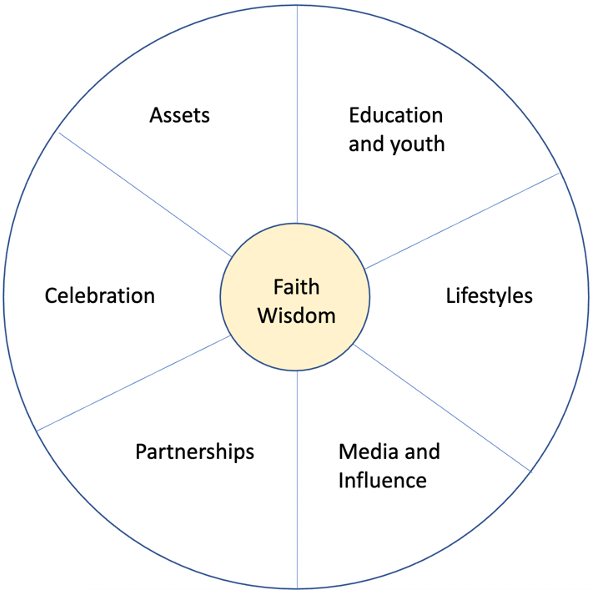 Assets
Education
and youth
Celebration
Faith
Wisdom
Lifestyles
Partnerships
Media and
Influence